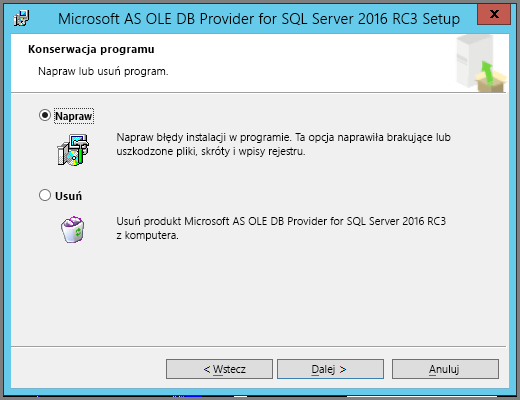 Microsoft AS OLE DB Provider for SQL Server 2016 RC3 Setup
x
Konserwacja programu
Napraw lub usuń program.
Napraw
Napraw błędy instalacji w programie. Ta opcja naprawiła brakujące lub
uszkodzone pliki, skróty i wpisy rejestru.
Usuń
Usuń produkt Microsoft AS OLE DB Provider for SQL Server 2016 RC3
z komputera.
< Wstecz
Dalej >
Anuluj